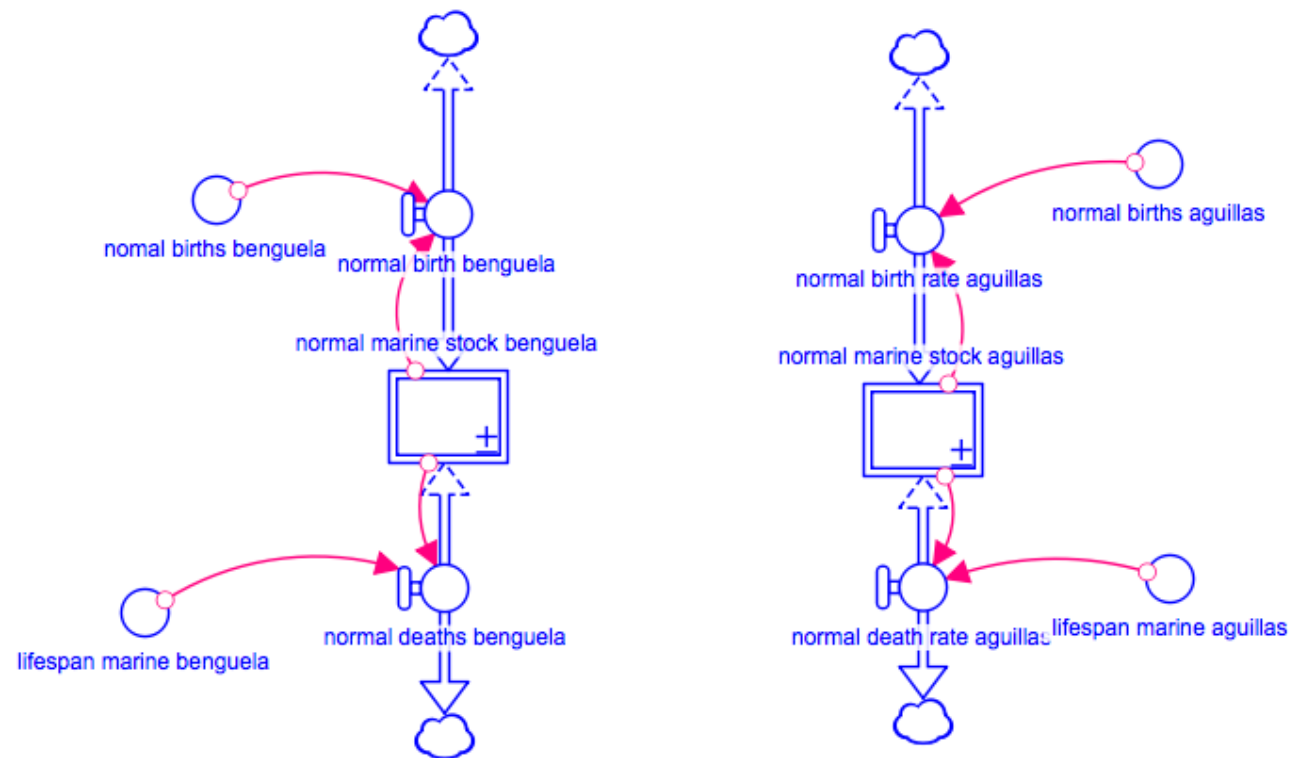 nomal births benguela
normal birth benguela
normal marine stock benguela
normal deaths benguela
lifespan marine benguela
normal births aguillas
normal birth rate aguillas
normal marine stock aguillas
normal death rate aguillas
lifespan marine aguillas